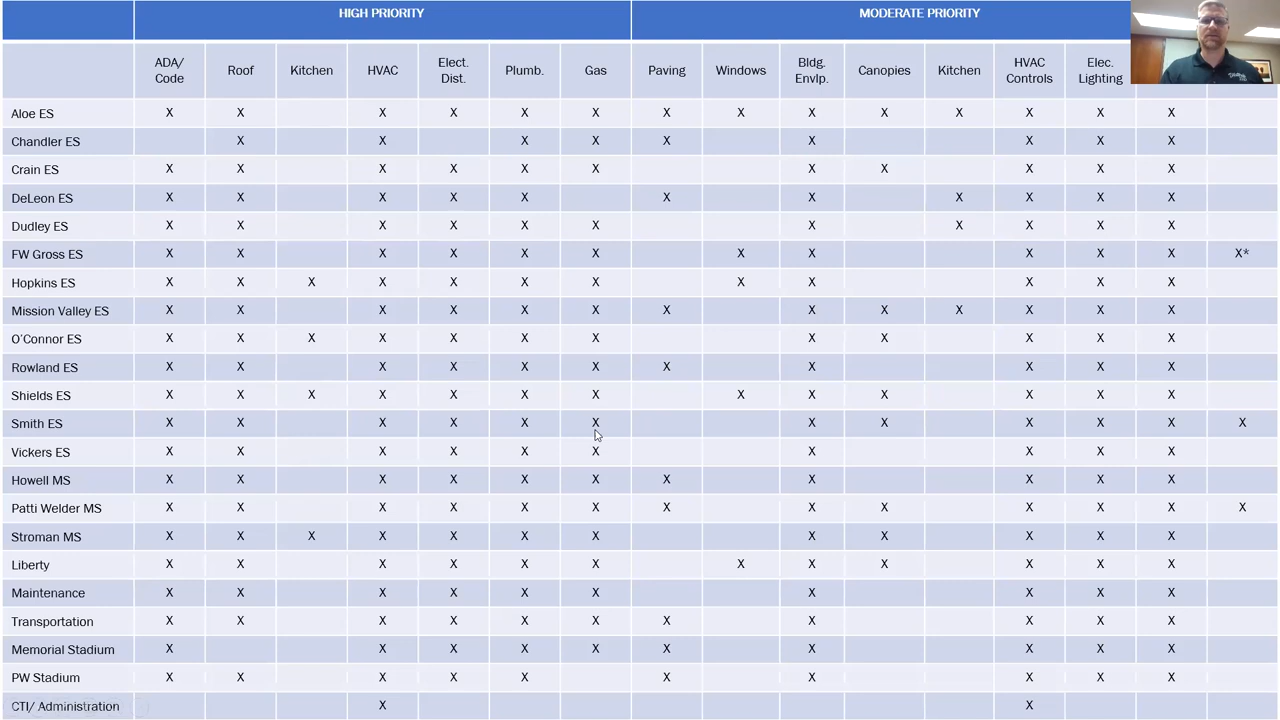 HIGH PRIORITY MODERATE PRIORITY
ADA/ Code Roof Kitchen HVAC Elect. Dist. Plumb. Gas Paving Windows Bldg. Envlp. Canopies Kitchen HVAC Controls Elec. Lighting
Aloe ES X X X X X X X X X X X X X X
Chandler ES X X X X X X X X X
Crain ES X X X X X X X X X X X
DeLeon ES X X X X X X X X X X X
Dudley ES X X X X X X X X X X X
FW Gross ES X X X X X X X X X X X X*
Hopkins ES X X X X X X X X X X X X
Mission Valley ES X X X X X X X X X X X X X
O'Connor ES X X X X X X X X X X X X
Rowland ES X X X X X X X X X X X
Shields ES X X X X X X X X X X X X X
Smith ES X X X X X X X X X X X X
Vickers ES X X X X X X X X X X
Howell MS X X X X X X X X X X X
Patti Welder MS X X X X X X X X X X X X X
Stroman MS X X X X X X X X X X X X
Liberty X X X X X X X X X X X X
Maintenance X X X X X X X X X X
Transportation X X X X X X X X X X X
Memorial Stadium X X X X X X X X X X
PW Stadium X X X X X X X X X X
CTI/ Administration X X